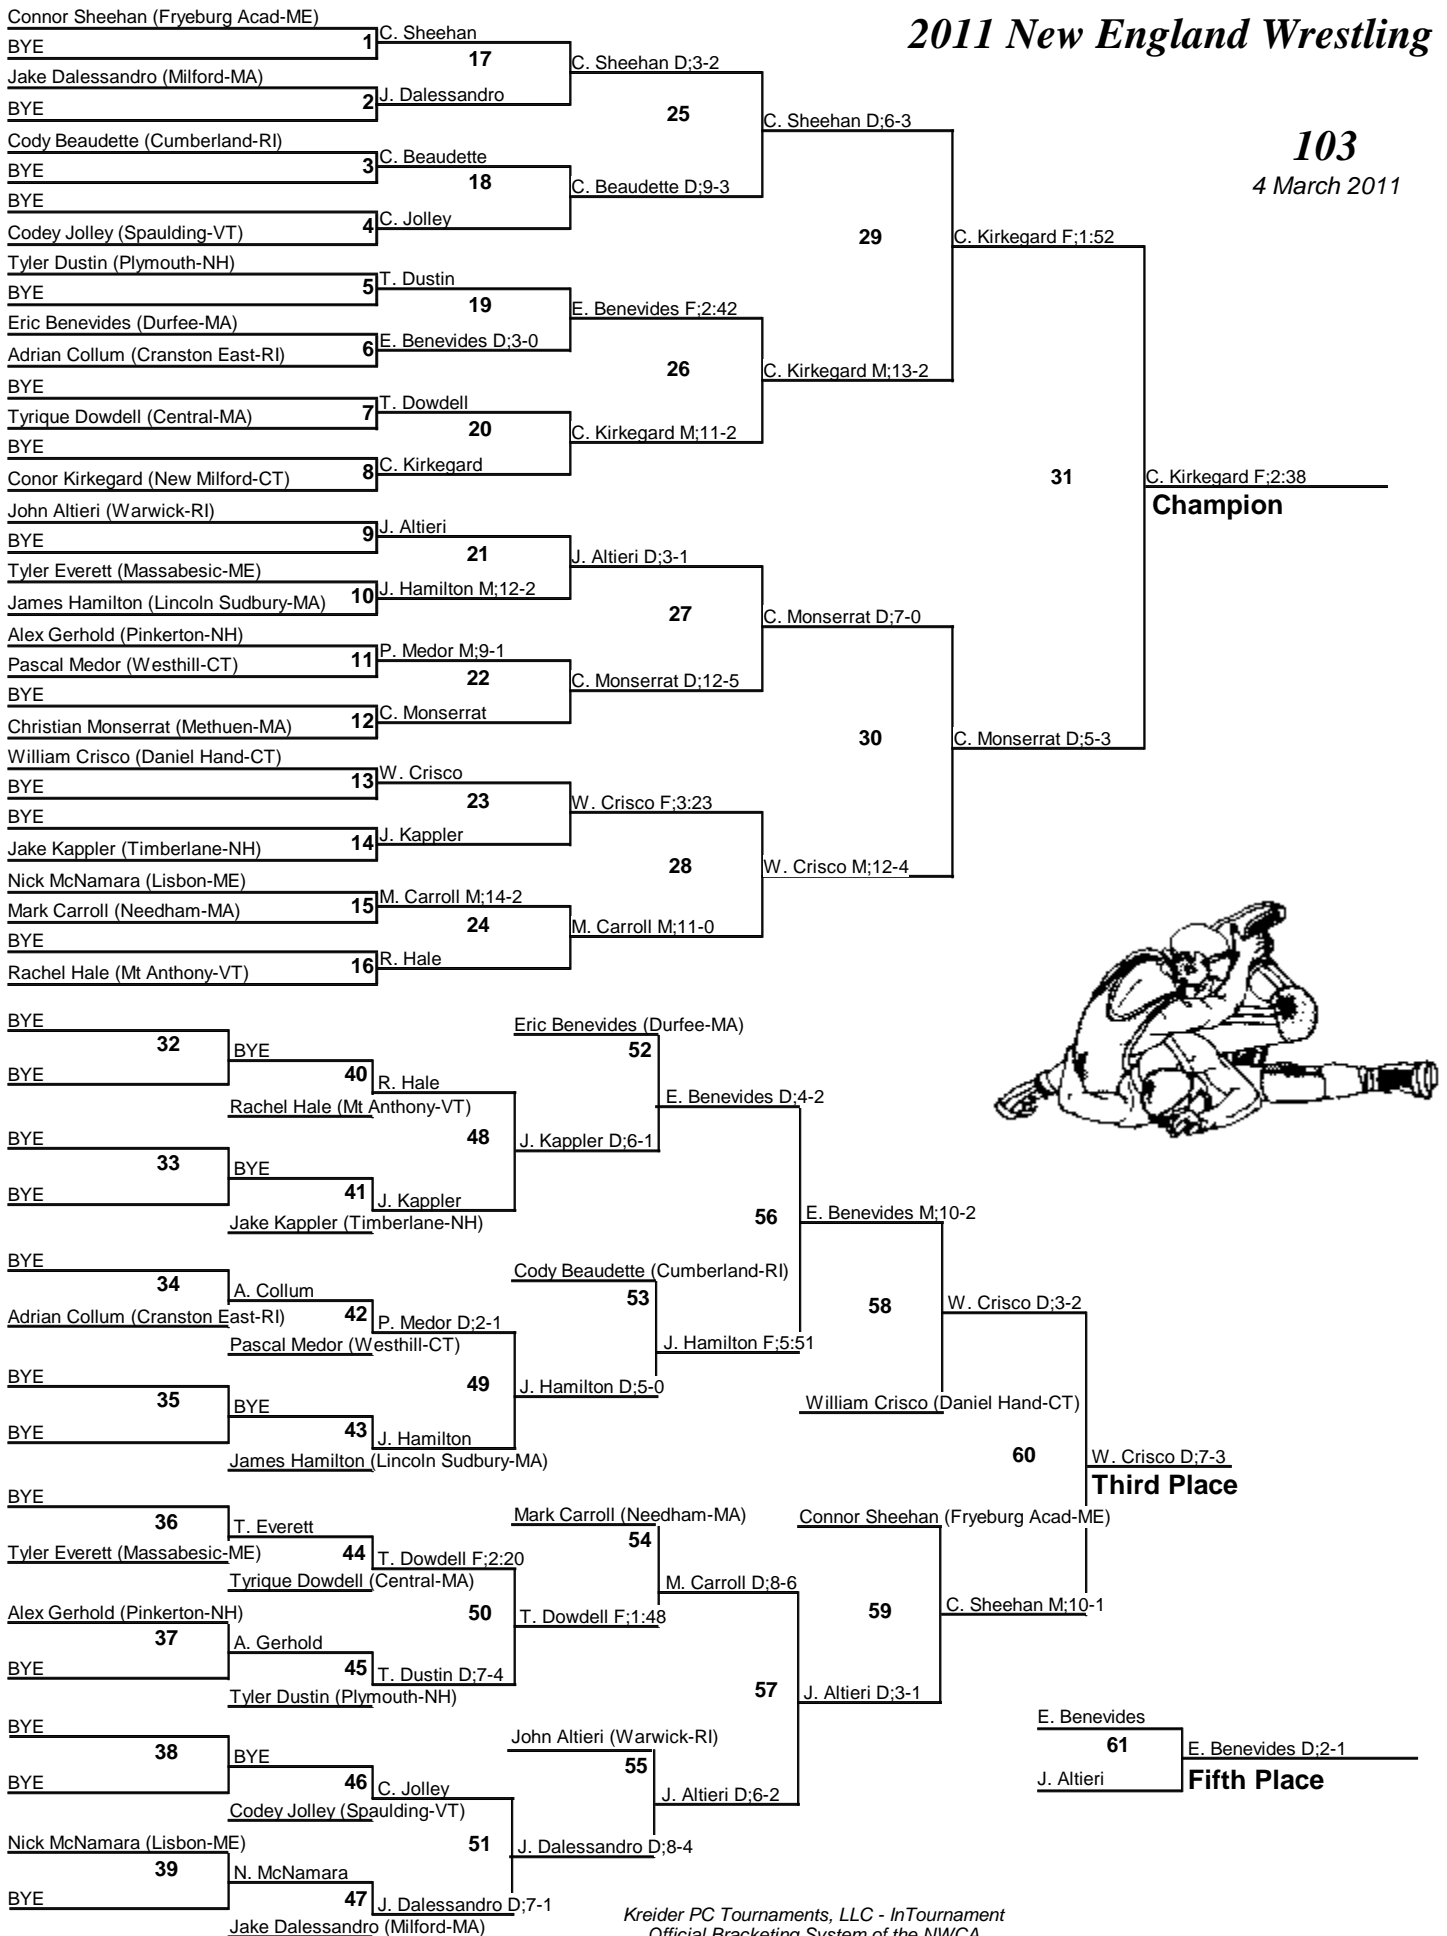 2011 New England Wrestling
103
4 March 2011
Connor Sheehan (Fryeburg Acad-ME)
BYE
1
C. Sheehan
17
Jake Dalessandro (Milford-MA)
BYE
2
J. Dalessandro
C. Sheehan D;3-2
25
Cody Beaudette (Cumberland-RI)
BYE
3
C. Beaudette
18
BYE
Codey Jolley (Spaulding-VT)
4
C. Jolley
C. Beaudette D;9-3
C. Sheehan D;6-3
29
Tyler Dustin (Plymouth-NH)
BYE
5
T. Dustin
19
Eric Benevides (Durfee-MA)
Adrian Collum (Cranston East-RI)
6
E. Benevides D;3-0
E. Benevides F;2:42
26
BYE
Tyrique Dowdell (Central-MA)
7
T. Dowdell
20
BYE
Conor Kirkegard (New Milford-CT)
8
C. Kirkegard
C. Kirkegard M;11-2
C. Kirkegard M;13-2
C. Kirkegard F;1:52
31
C. Kirkegard F;2:38
Champion
John Altieri (Warwick-RI)
BYE
9
J. Altieri
21
Tyler Everett (Massabesic-ME)
James Hamilton (Lincoln Sudbury-MA)
10
J. Hamilton M;12-2
J. Altieri D;3-1
27
Alex Gerhold (Pinkerton-NH)
Pascal Medor (Westhill-CT)
11
P. Medor M;9-1
22
BYE
Christian Monserrat (Methuen-MA)
12
C. Monserrat
C. Monserrat D;12-5
C. Monserrat D;7-0
30
William Crisco (Daniel Hand-CT)
BYE
13
W. Crisco
23
BYE
Jake Kappler (Timberlane-NH)
14
J. Kappler
W. Crisco F;3:23
28
Nick McNamara (Lisbon-ME)
Mark Carroll (Needham-MA)
15
M. Carroll M;14-2
24
BYE
Rachel Hale (Mt Anthony-VT)
16
R. Hale
M. Carroll M;11-0
W. Crisco M;12-4
C. Monserrat D;5-3
BYE
32
BYE
BYE
40
Rachel Hale (Mt Anthony-VT)
R. Hale
48
BYE
33
BYE
BYE
41
Jake Kappler (Timberlane-NH)
J. Kappler
J. Kappler D;6-1
Eric Benevides (Durfee-MA)
52
E. Benevides D;4-2
56
BYE
34
Adrian Collum (Cranston East-RI)
A. Collum
42
Pascal Medor (Westhill-CT)
P. Medor D;2-1
49
BYE
35
BYE
BYE
43
James Hamilton (Lincoln Sudbury-MA)
J. Hamilton
J. Hamilton D;5-0
Cody Beaudette (Cumberland-RI)
53
J. Hamilton F;5:51
E. Benevides M;10-2
58
William Crisco (Daniel Hand-CT)
W. Crisco D;3-2
60
W. Crisco D;7-3
Third Place
BYE
36
Tyler Everett (Massabesic-ME)
T. Everett
44
Tyrique Dowdell (Central-MA)
T. Dowdell F;2:20
50
Alex Gerhold (Pinkerton-NH)
37
BYE
A. Gerhold
45
Tyler Dustin (Plymouth-NH)
T. Dustin D;7-4
T. Dowdell F;1:48
Mark Carroll (Needham-MA)
54
M. Carroll D;8-6
57
Connor Sheehan (Fryeburg Acad-ME)
59
C. Sheehan M;10-1
J. Altieri D;3-1
BYE
38
BYE
BYE
46
Codey Jolley (Spaulding-VT)
C. Jolley
51
Nick McNamara (Lisbon-ME)
39
BYE
N. McNamara
47
Jake Dalessandro (Milford-MA)
J. Dalessandro D;7-1
J. Dalessandro D;8-4
John Altieri (Warwick-RI)
55
J. Altieri D;6-2
E. Benevides
61
J. Altieri
E. Benevides D;2-1
Fifth Place
Kreider PC Tournaments, LLC - InTournament
Official Bracketing System of the NWCA